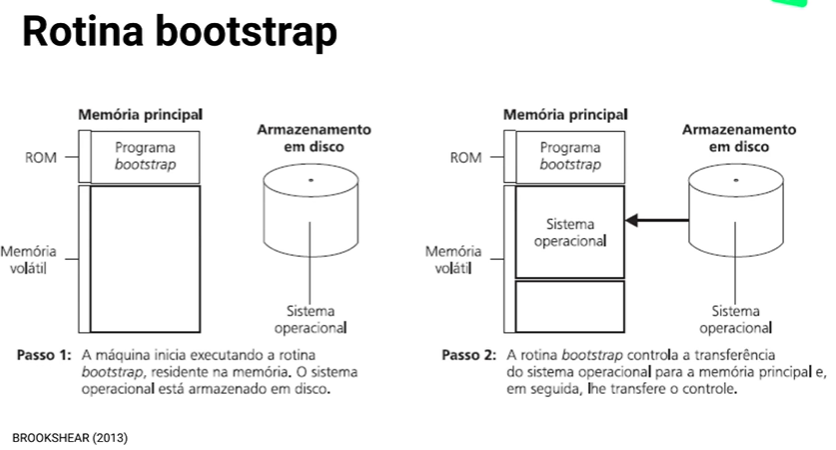 Rotina bootstrap
Memória principal
ROM
Programa
bootstrap
Memória
volátil
Armazenamento
em disco
Sistema
operacional
Passo 1: A máquina inicia executando a rotina
bootstrap, residente na memória. O sistema
operacional está armazenado em disco.
Memória principal
ROM
Programa
bootstrap
Sistema
operacional
Memória
volátil
Armazenamento
em disco
Sistema
operacional
Passo 2: A rotina bootstrap controla a transferência
do sistema operacional para a memória principal e,
em seguida, lhe transfere o controle.
BROOKSHEAR (2013)